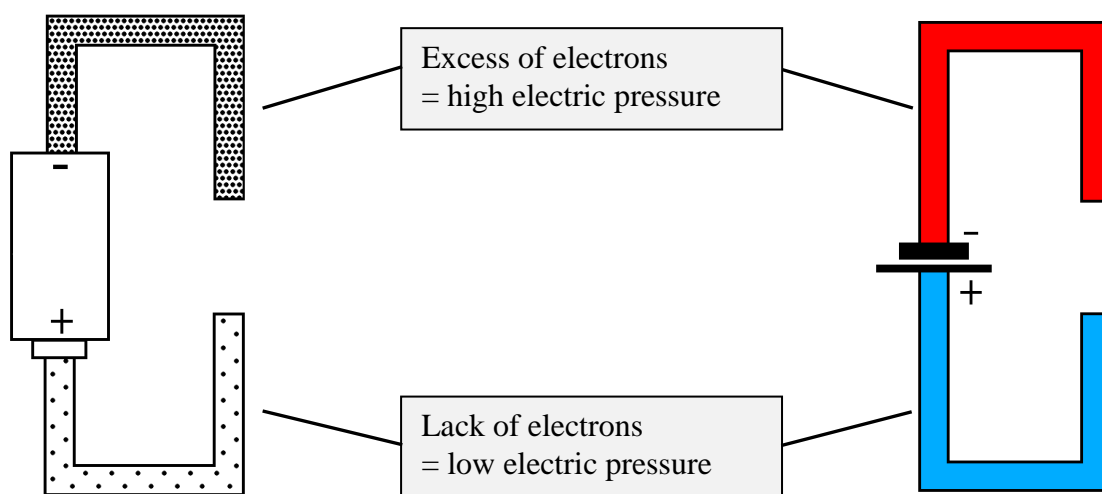 Excess of electrons
= high electric pressure
-
-
+
+
Lack of electrons
= low electric pressure